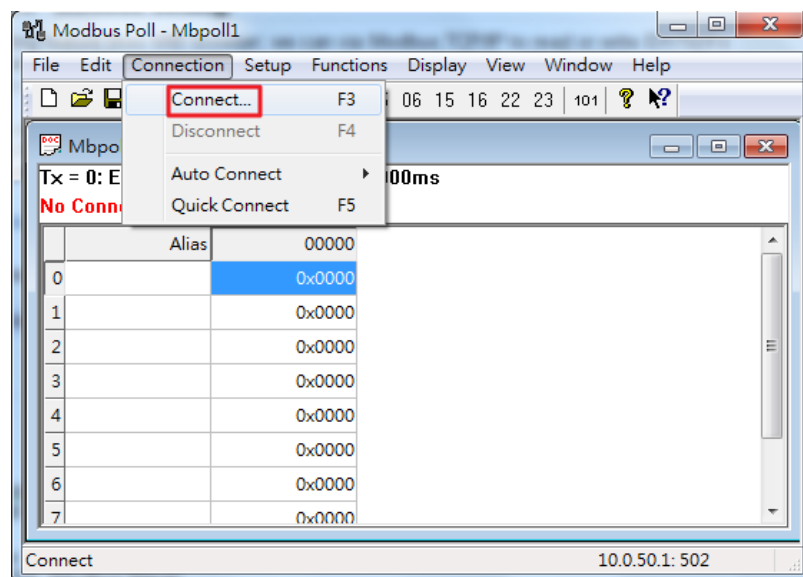 Modbus Poll - Mbpoll1
File Edit Connection Setup Functions Display View Window Help
Connect... F3
06 15 16 22 23 101
Disconnect F4
Mbpo
Auto Connect
Tx = 0: E 00ms
Quick Connect F5
No Conn
Alias 00000
0 0x0000
1 0x0000
2 0x0000
3 0x0000
4 0x0000
5 0x0000
6 0x0000
7 0x0000
Connect 10.0.50.1: 502